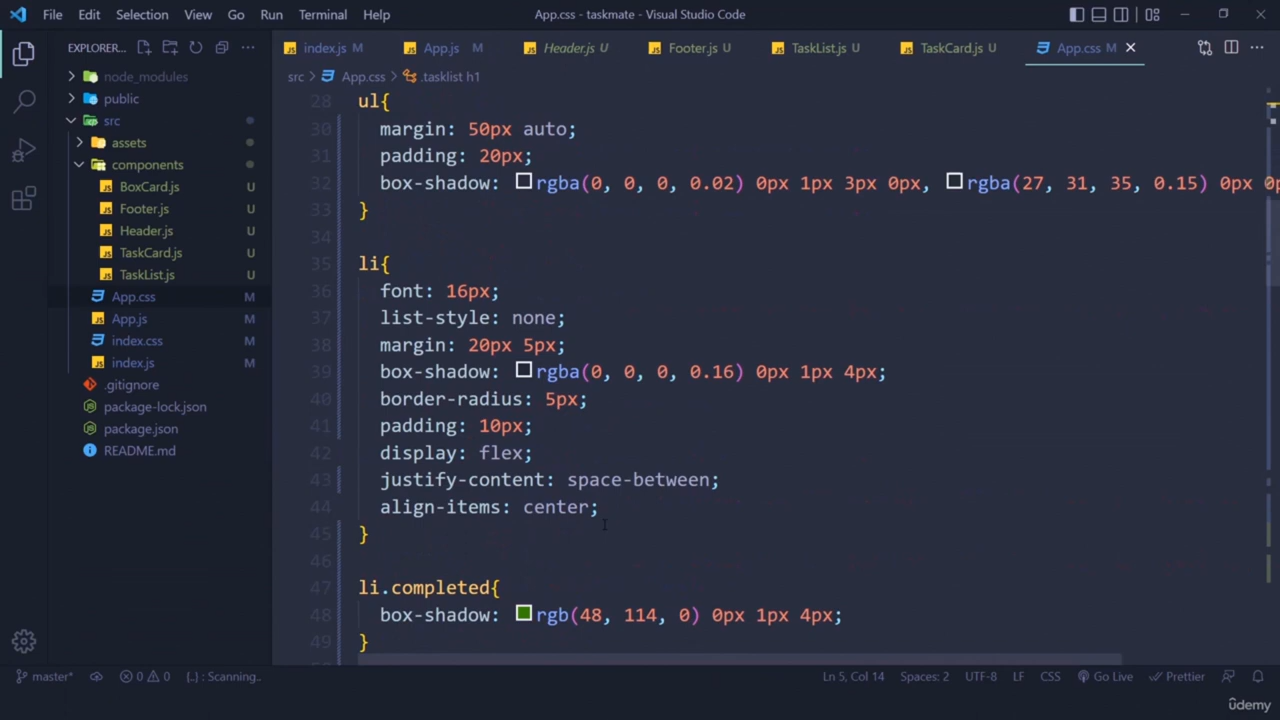 File Edit Selection View Go Run Terminal Help App.css - taskmate - Visual Studio Code
EXPLORER... index.js M App.js M Header.js U Footer.js U TaskList.js U TaskCard.js U App.css M
src > App.css > .tasklist h1
node_modules
public
src
assets
components
BoxCard.js U
Footer.js U
Header.js U
TaskCard.js U
TaskList.js U
App.css M
App.js M
index.css M
index.js M
.gitignore
package-lock.json
package.json
README.md
28 ul{
30 margin: 50px auto;
31 padding: 20px;
32 box-shadow: rgba(0, 0, 0, 0.02) 0px 1px 3px 0px, rgba(27, 31, 35, 0.15) 0px 0p
33 }
34
35 li{
36 font: 16px;
37 list-style: none;
38 margin: 20px 5px;
39 box-shadow: rgba(0, 0, 0, 0.16) 0px 1px 4px;
40 border-radius: 5px;
41 padding: 10px;
42 display: flex;
43 justify-content: space-between;
44 align-items: center;
45 }
46
47 li.completed{
48 box-shadow: rgb(48, 114, 0) 0px 1px 4px;
49 }
master* 0 0 {..} : Scanning.. Ln 5, Col 14 Spaces: 2 UTF-8 LF CSS Go Live Prettier
ûdemy